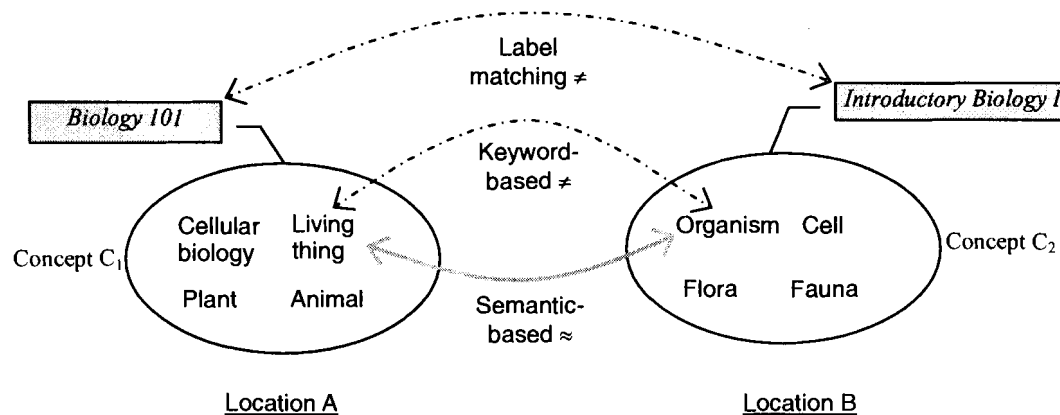 Label
matching ≠
Biology 101
Introductory Biology I
Keyword-
based ≠
Cellular
biology
Living
thing
Organism
Cell
Concept C₁
Concept C₂
Plant
Animal
Flora
Fauna
Semantic-
based ≈
Location A
Location B